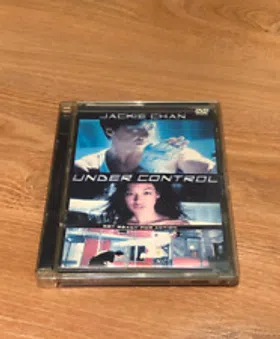 JACKIE CHAN
DVD
UNDER CONTROL
GET READY FOR ACTION